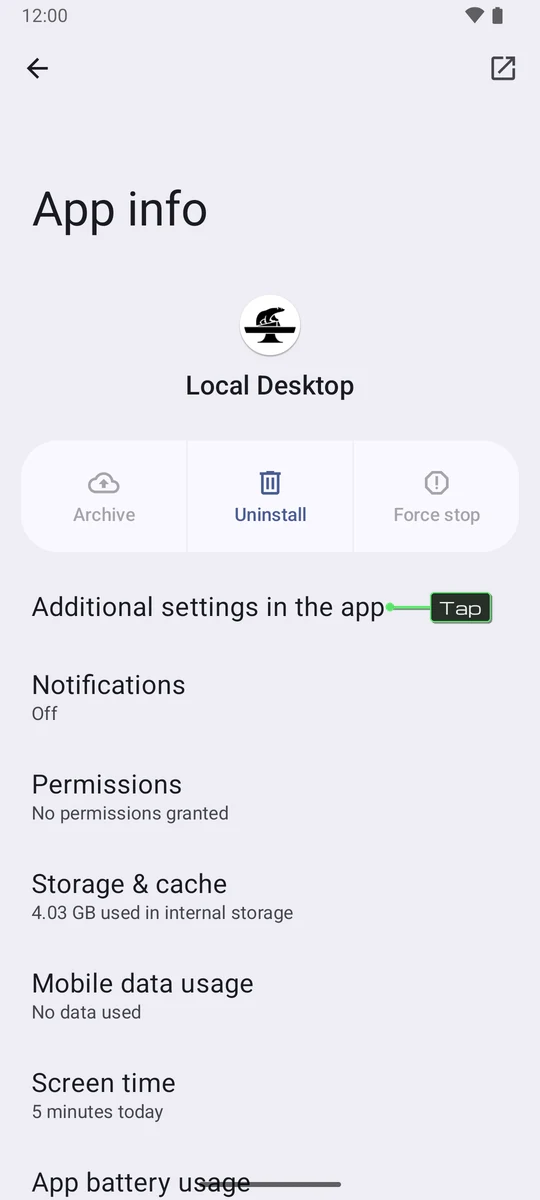 12:00
App info
Local Desktop
Archive
Uninstall
Force stop
Additional settings in the app
Tap
Notifications
Off
Permissions
No permissions granted
Storage & cache
4.03 GB used in internal storage
Mobile data usage
No data used
Screen time
5 minutes today
App battery usage